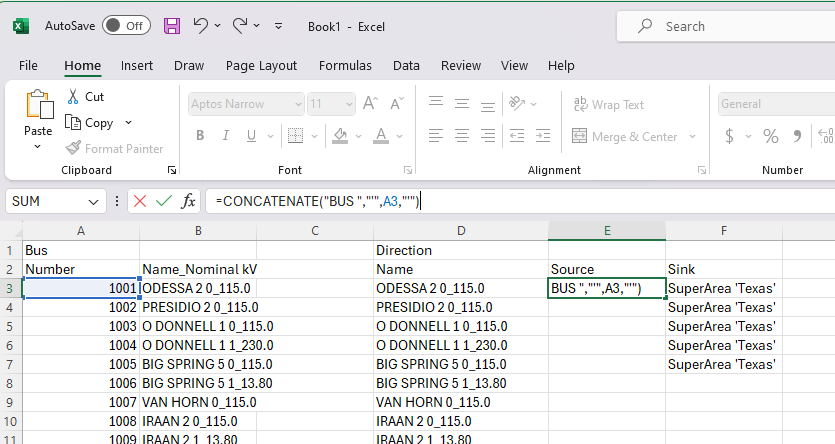 AutoSave Off Book1 - Excel Search
File Home Insert Draw Page Layout Formulas Data Review View Help
Paste Cut Copy Format Painter
Aptos Narrow 11 A^ A˅
B I U A
ab Wrap Text
Merge & Center
General
$ % 9
Clipboard Font Alignment Number
SUM fx =CONCATENATE("BUS ","'",A3,"'")
A B C D E F
1 Bus Direction
2 Number Name_Nominal kV Name Source Sink
3 1001 ODESSA 2 0_115.0 ODESSA 2 0_115.0 BUS ","'",A3,"'") SuperArea 'Texas'
4 1002 PRESIDIO 2 0_115.0 PRESIDIO 2 0_115.0 SuperArea 'Texas'
5 1003 O DONNELL 1 0_115.0 O DONNELL 1 0_115.0 SuperArea 'Texas'
6 1004 O DONNELL 1 1_230.0 O DONNELL 1 1_230.0 SuperArea 'Texas'
7 1005 BIG SPRING 5 0_115.0 BIG SPRING 5 0_115.0 SuperArea 'Texas'
8 1006 BIG SPRING 5 1_13.80 BIG SPRING 5 1_13.80
9 1007 VAN HORN 0_115.0 VAN HORN 0_115.0
10 1008 IRAAN 2 0_115.0 IRAAN 2 0_115.0
11 1009 IRAAN 2 1_13.80 IRAAN 2 1_13.80